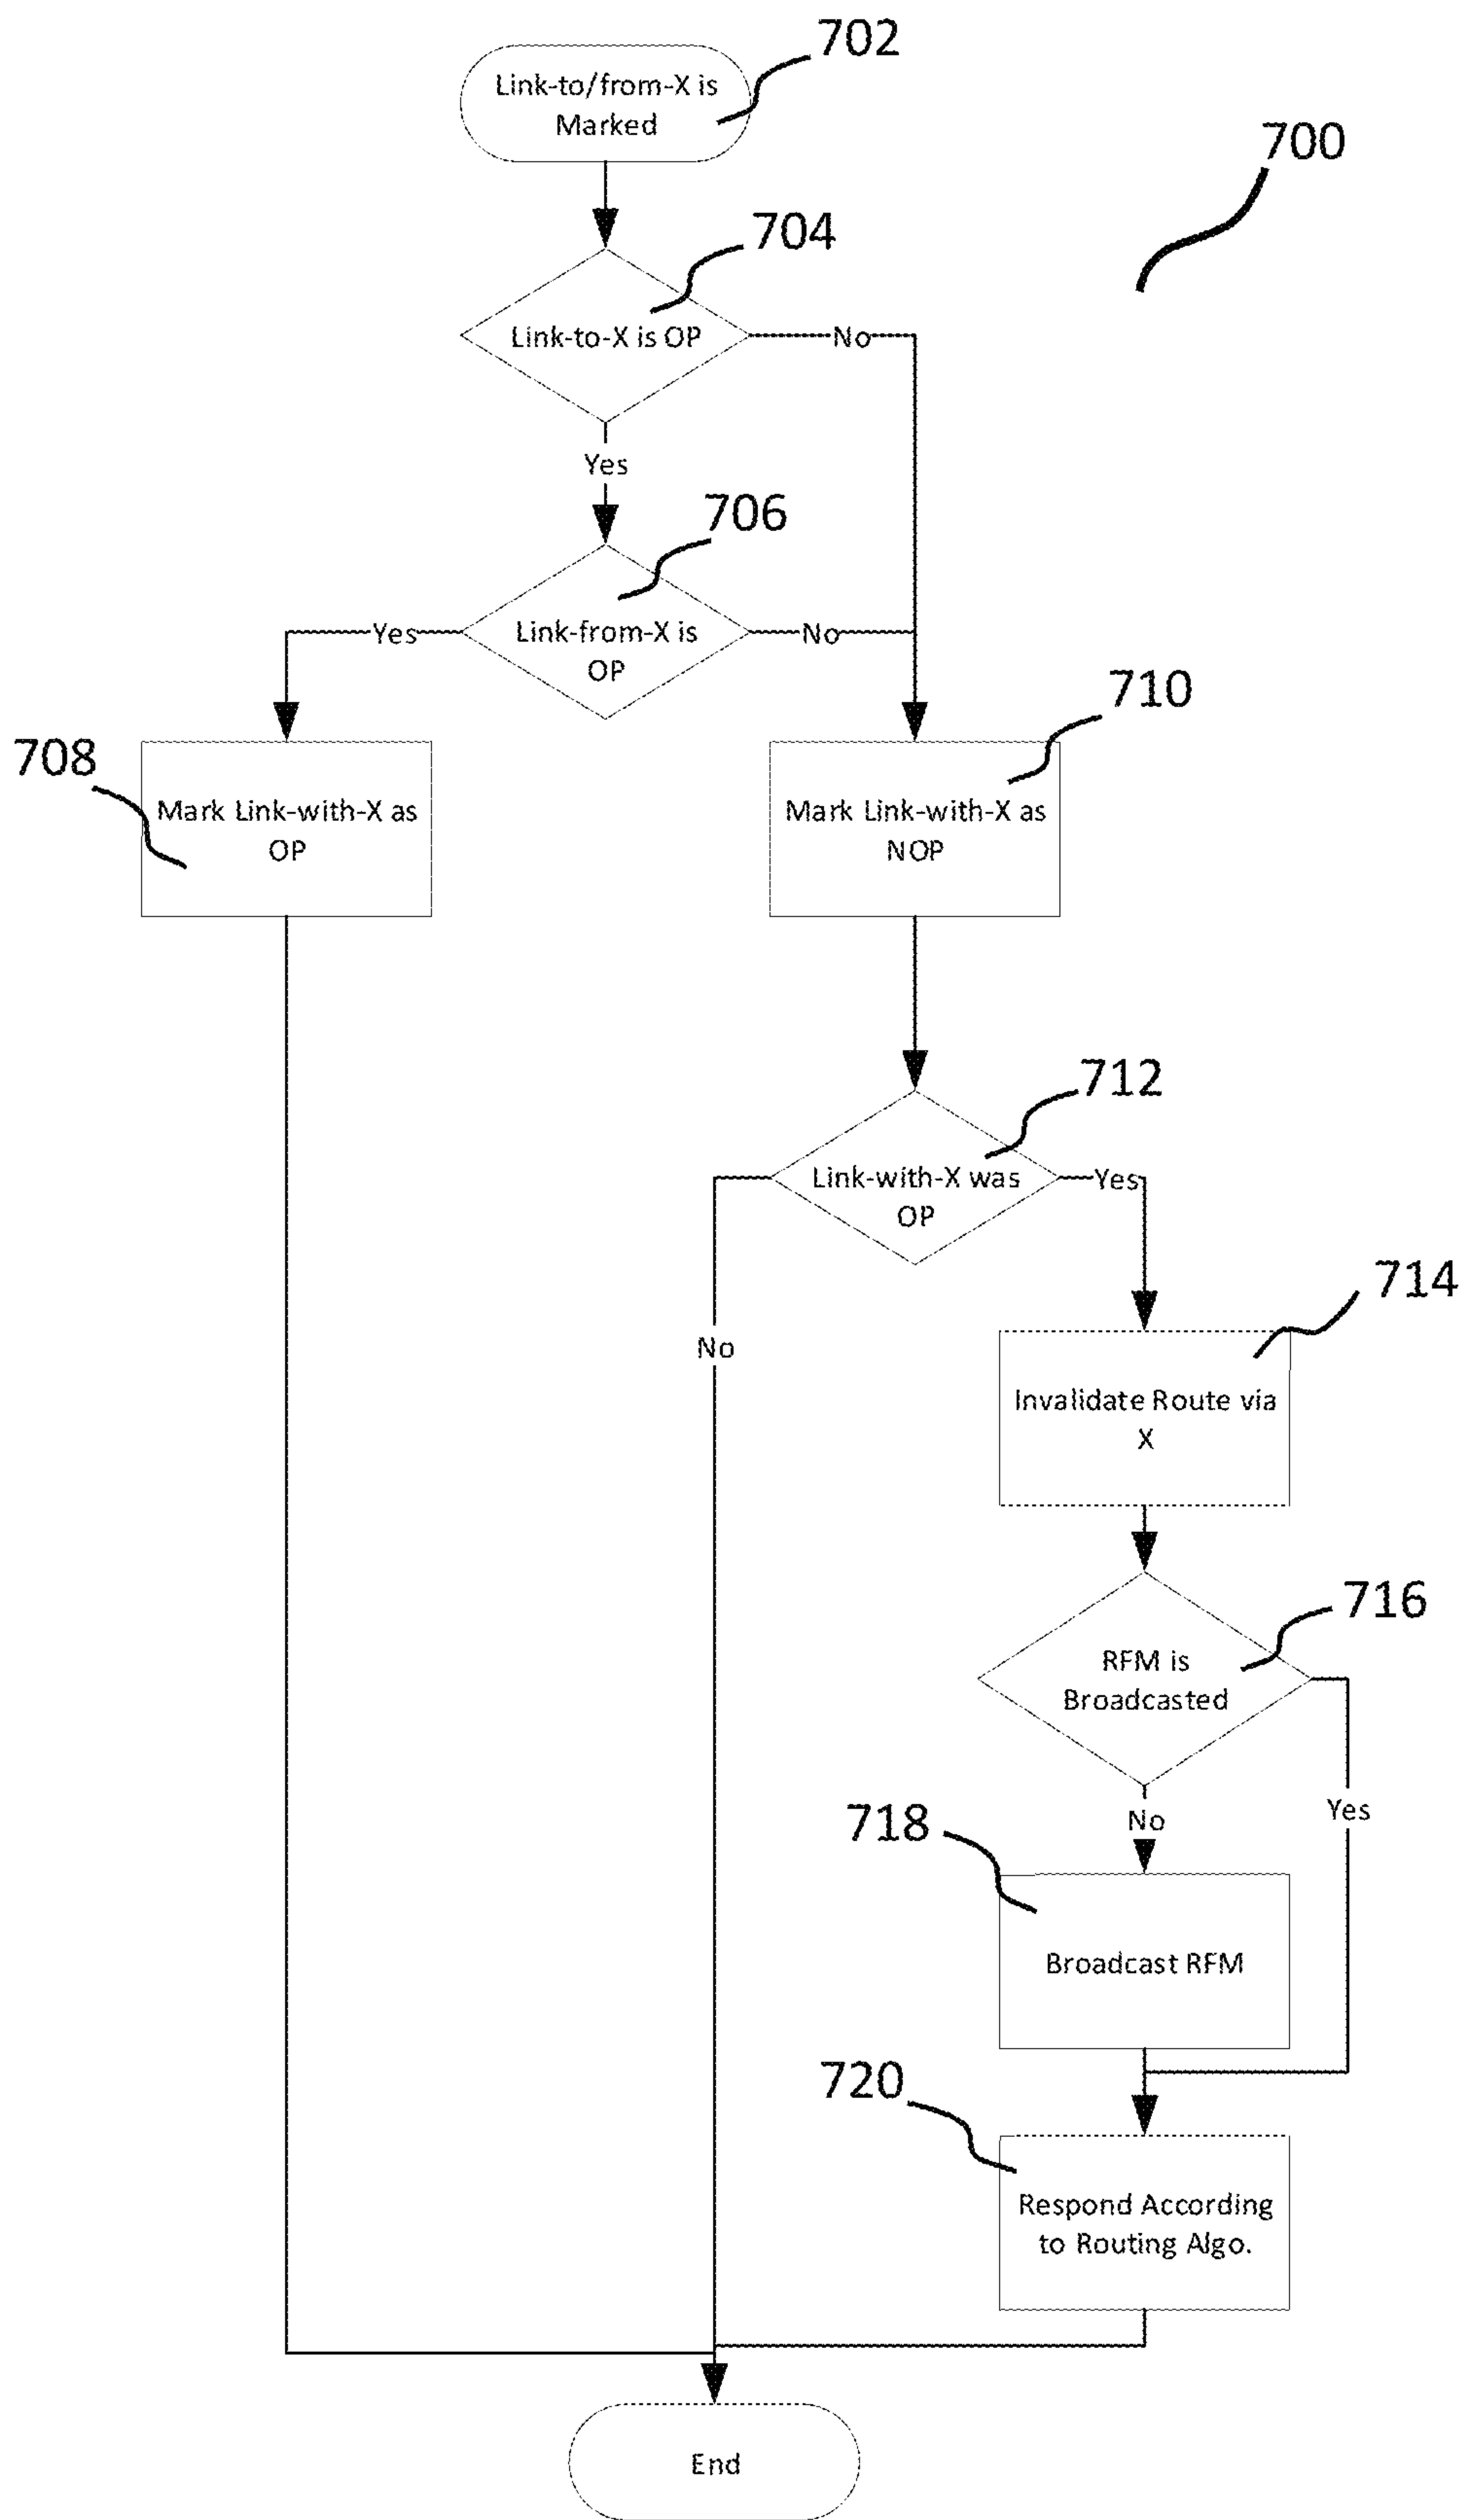 702
Link-to/from-X is
Marked
700
704
Link-to-X is OP
No
Yes
706
Link-from-X is
OP
Yes
No
710
708
Mark Link-with-X as
OP
Mark Link-with-X as
NOP
712
Link-with-X was
OP
Yes
714
No
Invalidate Route via
X
716
RFM is
Broadcasted
No
Yes
718
Broadcast RFM
720
Respond According
to Routing Algo.
End